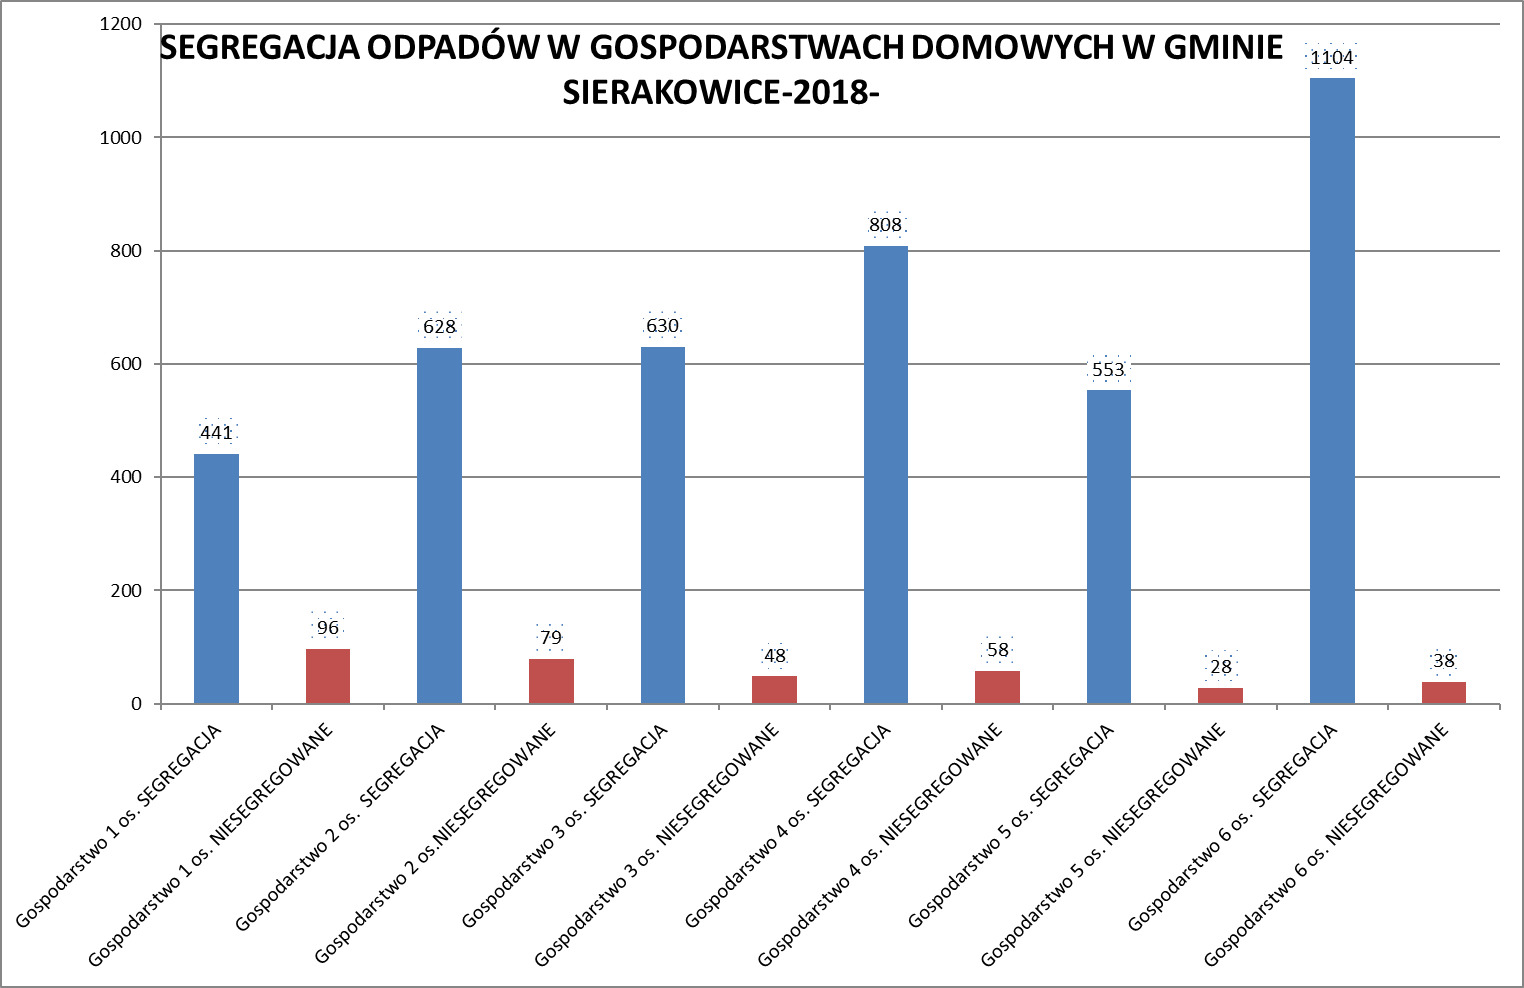 SEGREGACJA ODPADÓW W GOSPODARSTWACH DOMOWYCH W GMINIE
SIERAKOWICE-2018-
1200
1000
800
600
400
200
0
441
96
628
79
630
48
808
58
553
28
1104
38
Gospodarstwo 1 os. SEGREGACJA
Gospodarstwo 1 os. NIESEGREGOWANE
Gospodarstwo 2 os.  SEGREGACJA
Gospodarstwo 2 os.NIESEGREGOWANE
Gospodarstwo 3 os. SEGREGACJA
Gospodarstwo 3 os. NIESEGREGOWANE
Gospodarstwo 4 os. SEGREGACJA
Gospodarstwo 4 os. NIESEGREGOWANE
Gospodarstwo 5 os. SEGREGACJA
Gospodarstwo 5 os. NIESEGREGOWANE
Gospodarstwo 6 os. SEGREGACJA
Gospodarstwo 6 os. NIESEGREGOWANE